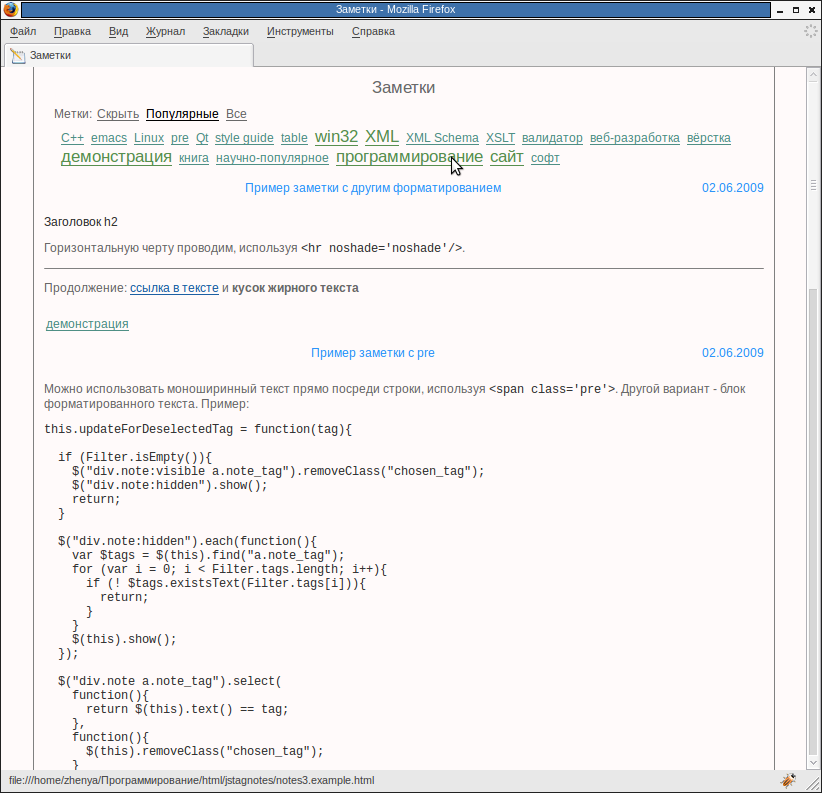 Заметки - Mozilla Firefox
Файл Правка Вид Журнал Закладки Инструменты Справка
Заметки
Заметки
Метки: Скрыть Популярные Все
C++ emacs Linux pre Qt style guide table win32 XML XML Schema XSLT валидатор веб-разработка вёрстка
демонстрация книга научно-популярное программирование сайт софт
Пример заметки с другим форматированием 02.06.2009
Заголовок h2
Горизонтальную черту проводим, используя <hr noshade='noshade'/>.
Продолжение: ссылка в тексте и кусок жирного текста
демонстрация
Пример заметки с pre 02.06.2009
Можно использовать моноширинный текст прямо посреди строки, используя <span class='pre'>. Другой вариант - блок
форматированного текста. Пример:
this.updateForDeselectedTag = function(tag){
if (Filter.isEmpty()){
$("div.note:visible a.note_tag").removeClass("chosen_tag");
$("div.note:hidden").show();
return;
}
$("div.note:hidden").each(function(){
var $tags = $(this).find("a.note_tag");
for (var i = 0; i < Filter.tags.length; i++){
if (! $tags.existsText(Filter.tags[i])){
return;
}
}
$(this).show();
});
$("div.note a.note_tag").select(
function(){
return $(this).text() == tag;
},
function(){
$(this).removeClass("chosen_tag");
}
file:///home/zhenya/Программирование/html/jstagnotes/notes3.example.html